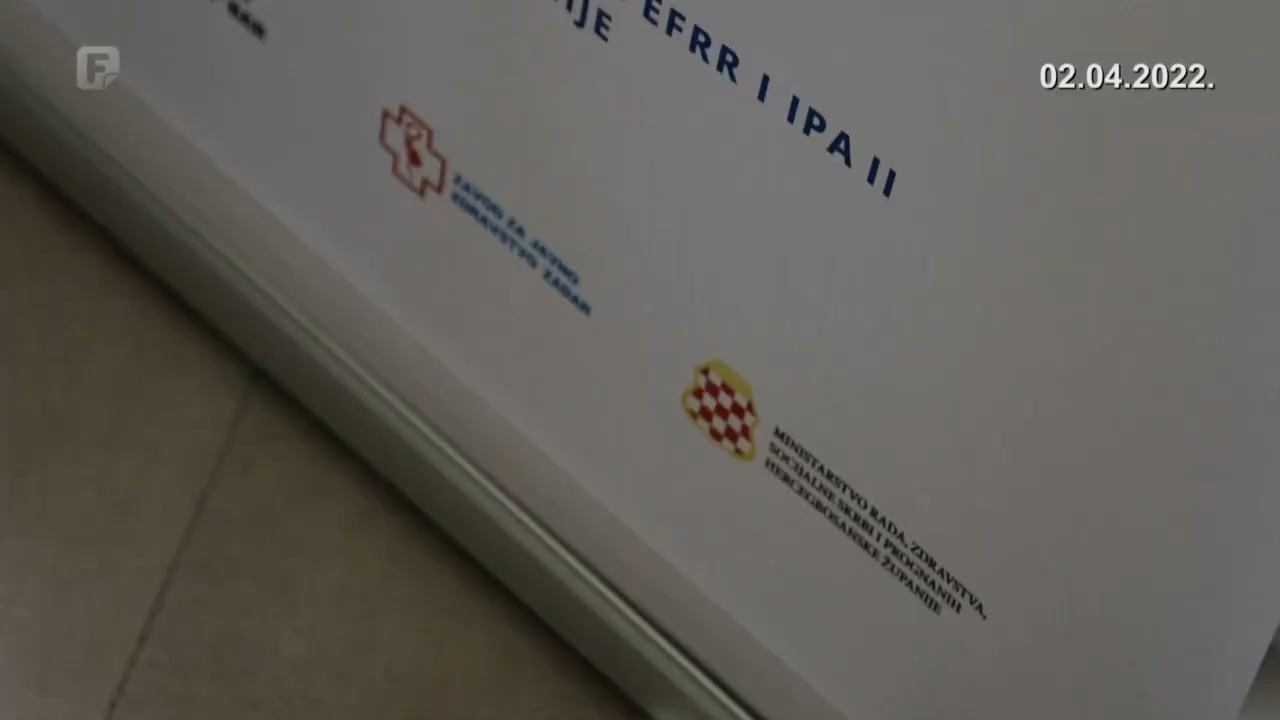 02.04.2022.
EFRR I IPA II
ZAVOD ZA JAVNO
ZDRAVSTVO ZADAR
MINISTARSTVO RADA, ZDRAVSTVA,
SOCIJALNE SKRBI I PROGNANIH
HERCEGBOSANSKE ŽUPANIJE